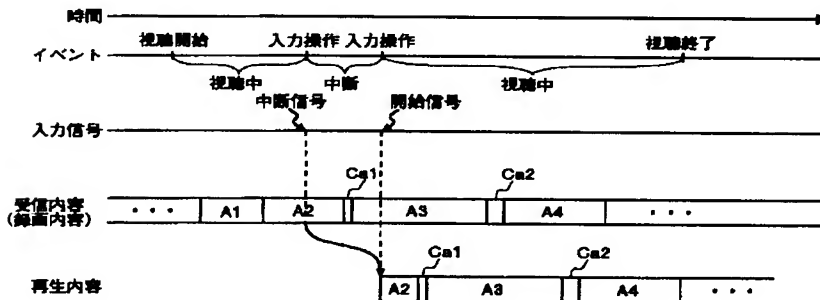 時間
イベント
視聴開始
入力操作
入力操作
視聴終了
視聴中
中断
視聴中
中断信号
開始信号
入力信号
Ca1
Ca2
受信内容
(録画内容)
・・・
A1
A2
A3
A4
・・・
Ca1
Ca2
再生内容
A2
A3
A4
・・・